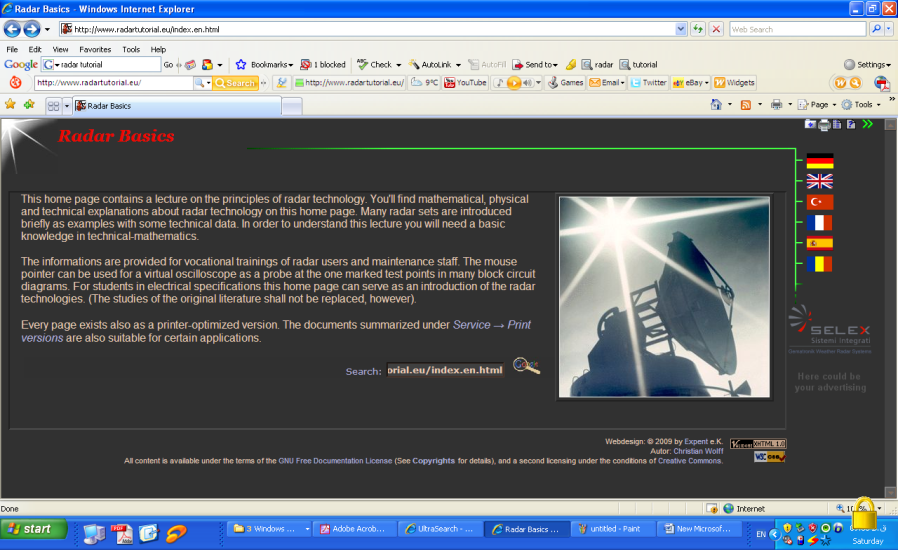 Radar Basics - Windows Internet Explorer
http://www.radartutorial.eu/index.en.html
Web Search
File Edit View Favorites Tools Help
Google radar tutorial Go Bookmarks 1 blocked Check AutoLink AutoFill Send to radar tutorial Settings
http://www.radartutorial.eu/ Search http://www.radartutorial.eu/ 9°C YouTube Games Email Twitter eBay Widgets
Radar Basics Page Tools
Radar Basics
This home page contains a lecture on the principles of radar technology. You'll find mathematical, physical
and technical explanations about radar technology on this home page. Many radar sets are introduced
briefly as examples with some technical data. In order to understand this lecture you will need a basic
knowledge in technical-mathematics.
The informations are provided for vocational trainings of radar users and maintenance staff. The mouse
pointer can be used for a virtual oscilloscope as a probe at the one marked test points in many block circuit
diagrams. For students in electrical specifications this home page can serve as an introduction of the radar
technologies. (The studies of the original literature shall not be replaced, however).
Every page exists also as a printer-optimized version. The documents summarized under Service → Print
versions are also suitable for certain applications.
Search: orial.eu/index.en.html Google
SELEX
Sistemi Integrati
Gematronik Weather Radar Systems
Here could be
your advertising
Webdesign: © 2009 by Expent e.K.
Autor: Christian Wolff
All content is available under the terms of the GNU Free Documentation License (See Copyrights for details), and a second licensing under the conditions of Creative Commons.
XHTML 1.0
W3C css
Done Internet
start 3 Windows ... Adobe Acrob... UltraSearch - ... Radar Basics ... untitled - Paint New Microsof... EN
Saturday